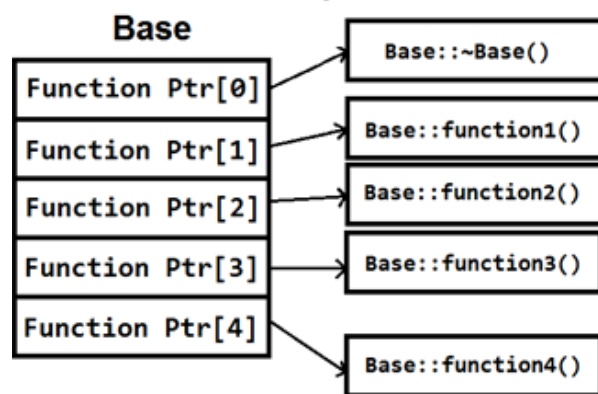 Base
Function Ptr[0]
Function Ptr[1]
Function Ptr[2]
Function Ptr[3]
Function Ptr[4]
Base::~Base()
Base::function1()
Base::function2()
Base::function3()
Base::function4()